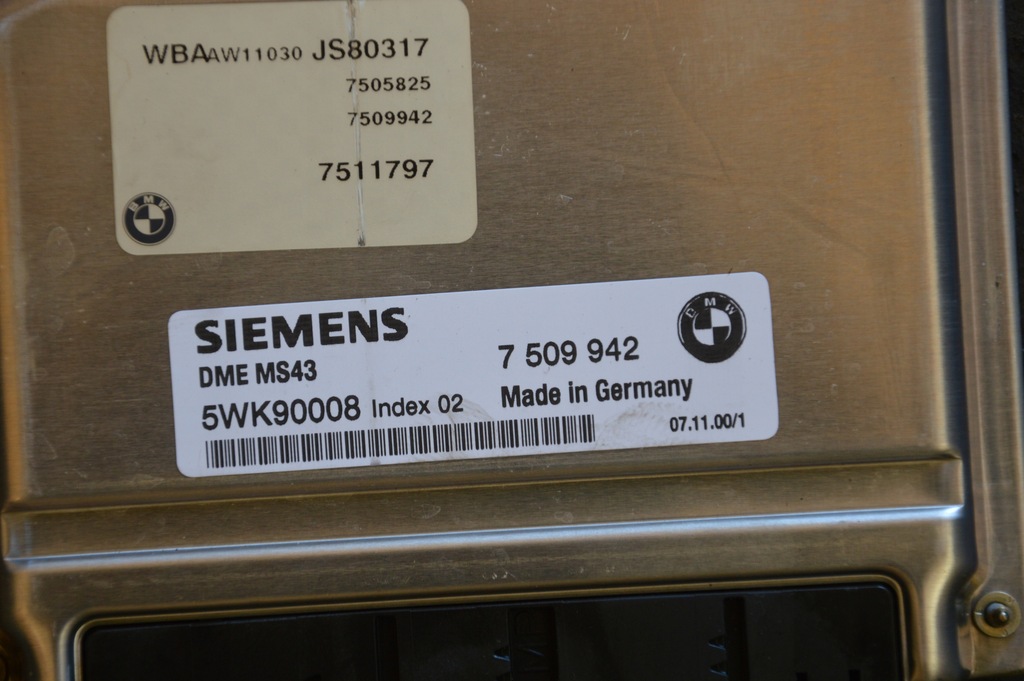 WBAAW11030 JS80317
7505825
7509942
7511797
BMW
SIEMENS
DME MS43
5WK90008 Index 02
7 509 942
Made in Germany
07.11.00/1
BMW